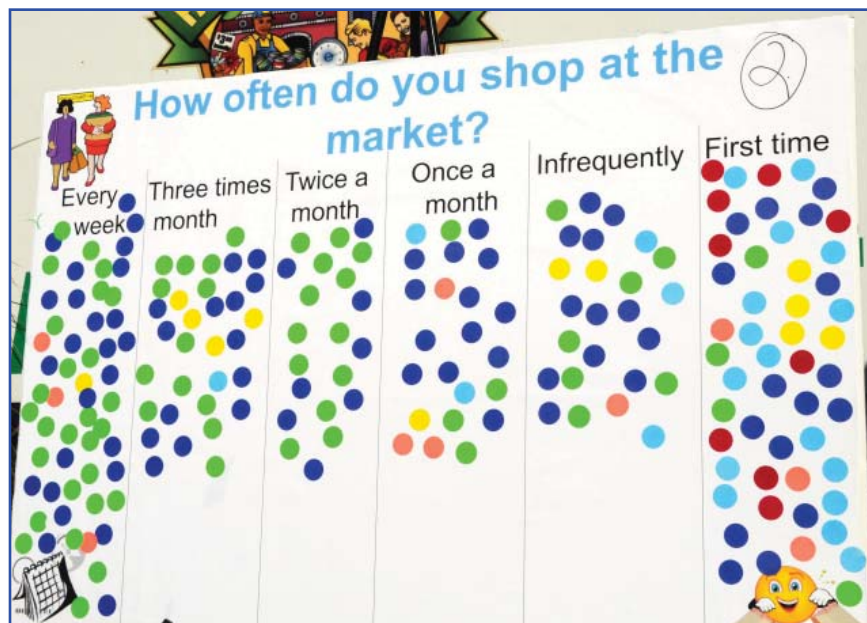 How often do you shop at the
market?
2
Every
week
Three times
month
Twice a
month
Once a
month
Infrequently
First time